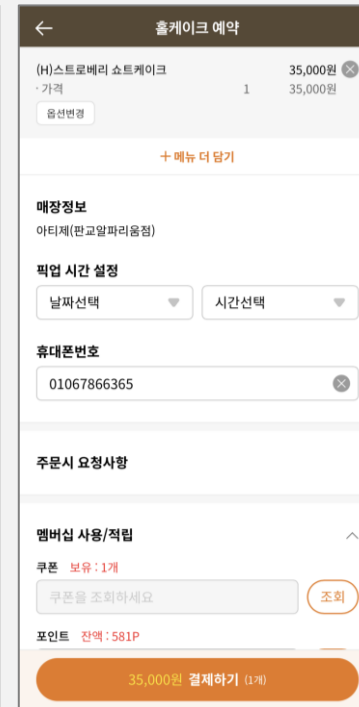 홀케이크 예약
(H)스트로베리 쇼트케이크 35,000원
· 가격 1 35,000원
옵션변경
+ 메뉴 더 담기
매장정보
아티제(판교알파리움점)
픽업 시간 설정
날짜선택 시간선택
휴대폰번호
01067866365
주문시 요청사항
멤버십 사용/적립
쿠폰 보유 : 1개
쿠폰을 조회하세요 조회
포인트 잔액 : 581P
35,000원 결제하기 (1개)